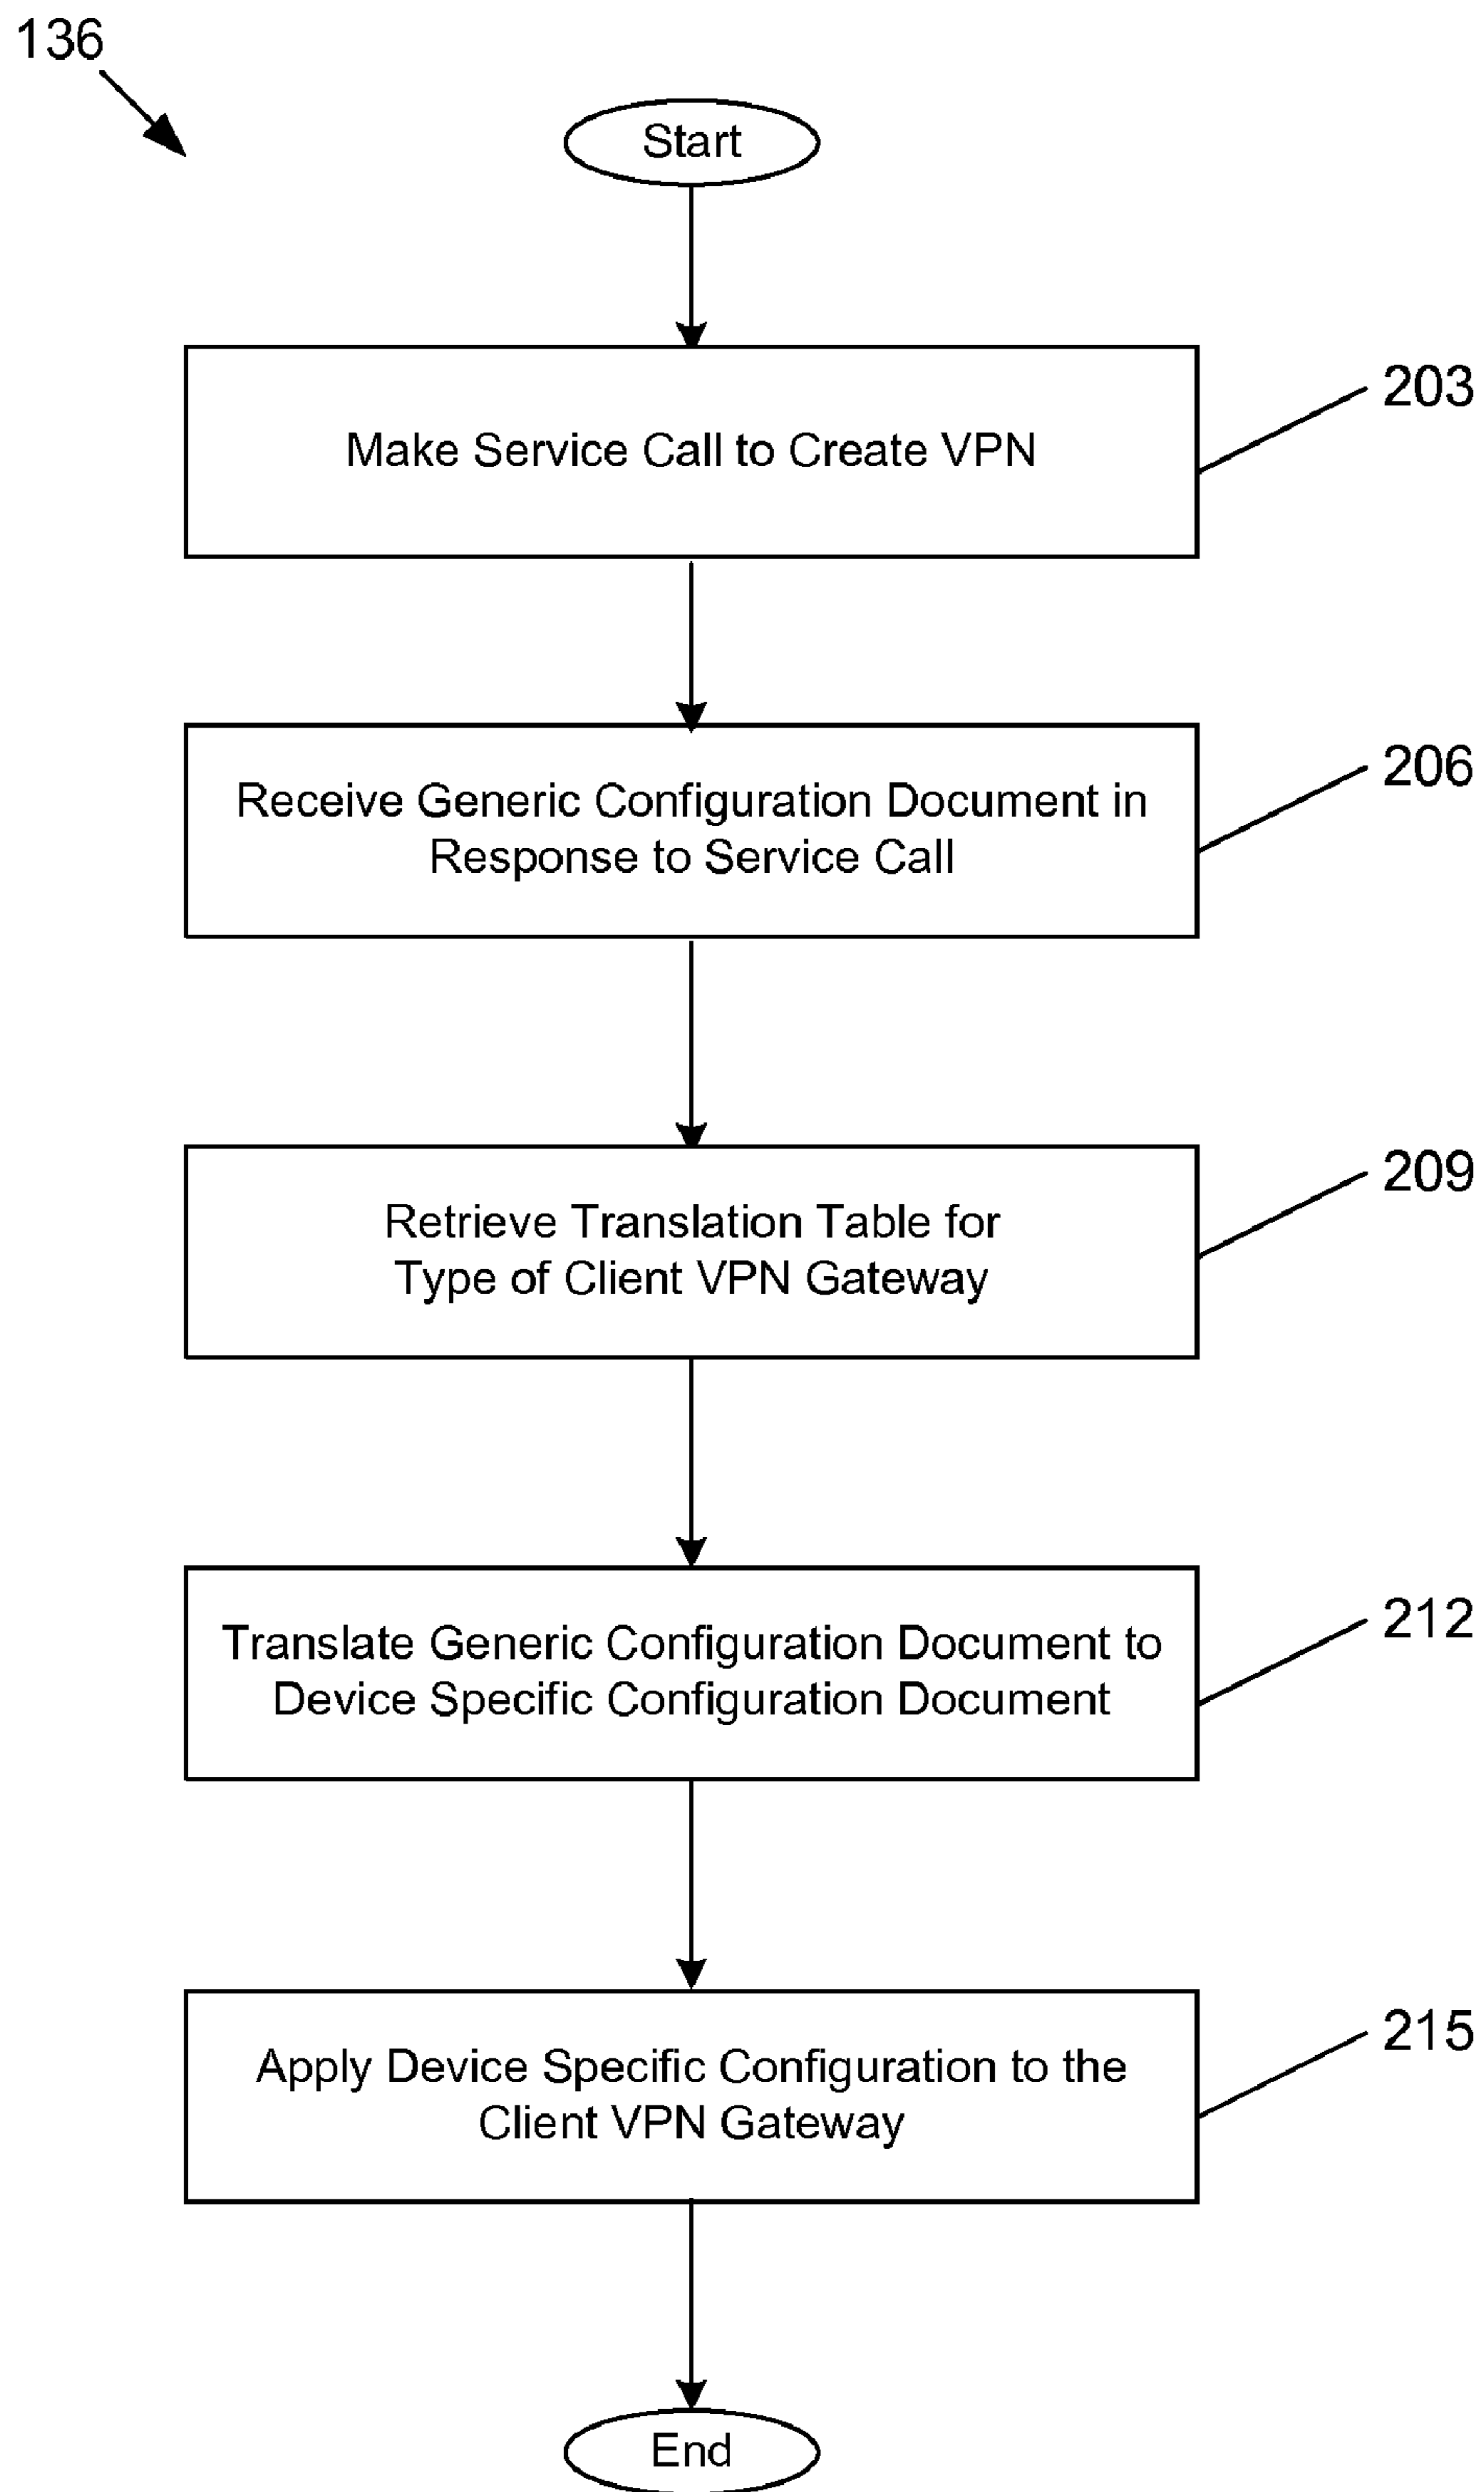 136
Start
Make Service Call to Create VPN
203
Receive Generic Configuration Document in
Response to Service Call
206
Retrieve Translation Table for
Type of Client VPN Gateway
209
Translate Generic Configuration Document to
Device Specific Configuration Document
212
Apply Device Specific Configuration to the
Client VPN Gateway
215
End